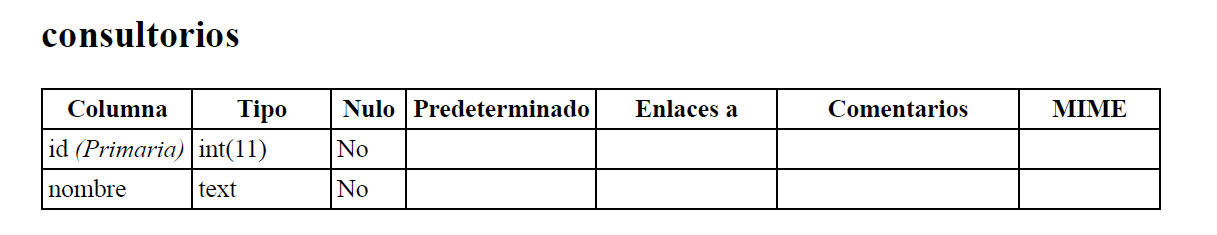 consultorios
Columna Tipo Nulo Predeterminado Enlaces a Comentarios MIME
id (Primaria) int(11) No
nombre text No